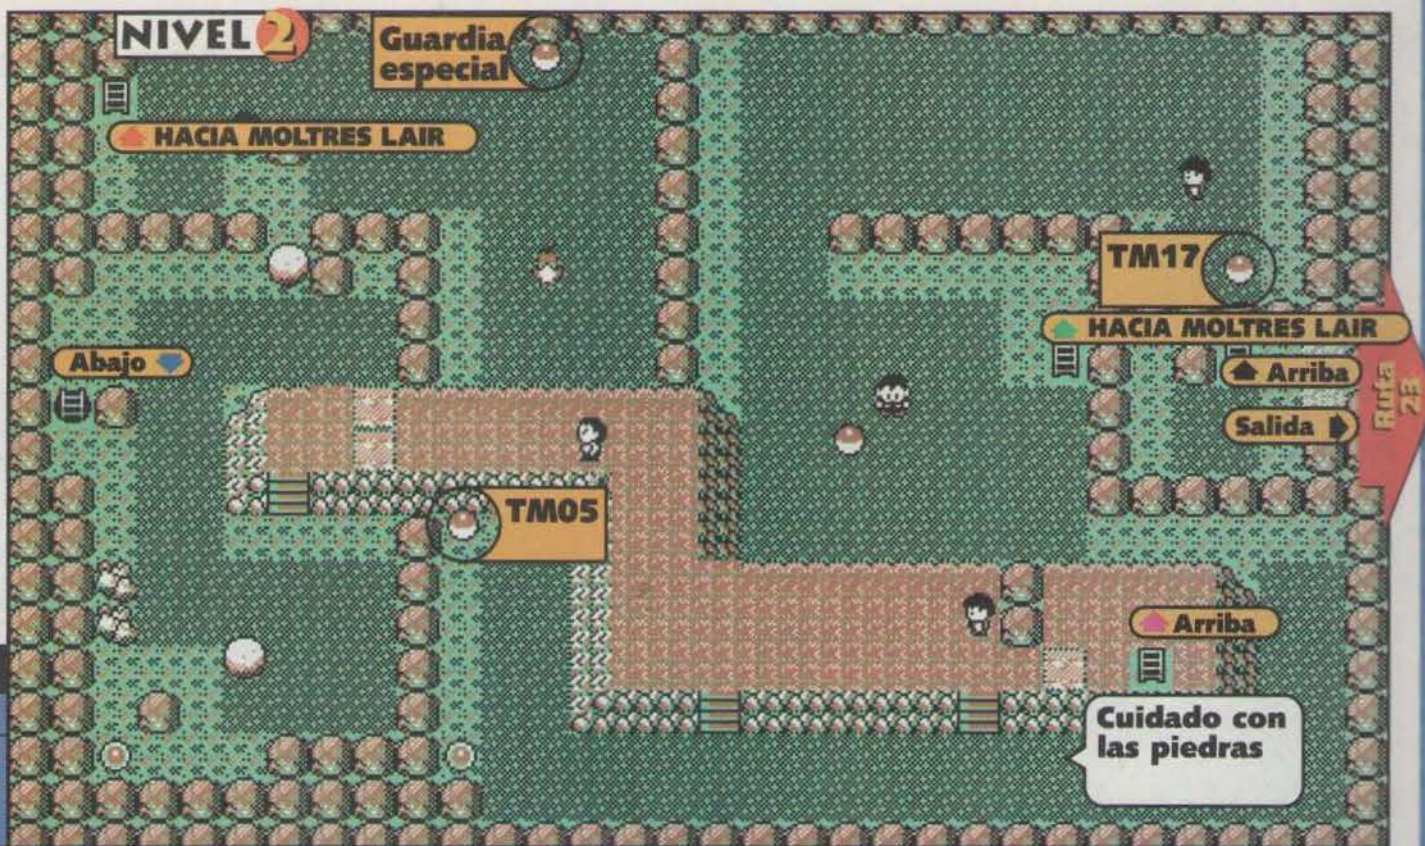 NIVEL 2
Guardia
especial
HACIA MOLTRES LAIR
TM17
HACIA MOLTRES LAIR
Abajo
Arriba
Ruta
23
Salida
TM05
Arriba
Cuidado con
las piedras